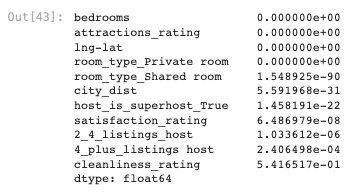 Out[43]: bedrooms 0.000000e+00
attractions_rating 0.000000e+00
lng-lat 0.000000e+00
room_type_Private room 0.000000e+00
room_type_Shared room 1.548925e-90
city_dist 5.591968e-31
host_is_superhost_True 1.458191e-22
satisfaction_rating 6.486979e-08
2_4_listings_host 1.033612e-06
4_plus_listings host 2.406498e-04
cleanliness_rating 5.416517e-01
dtype: float64